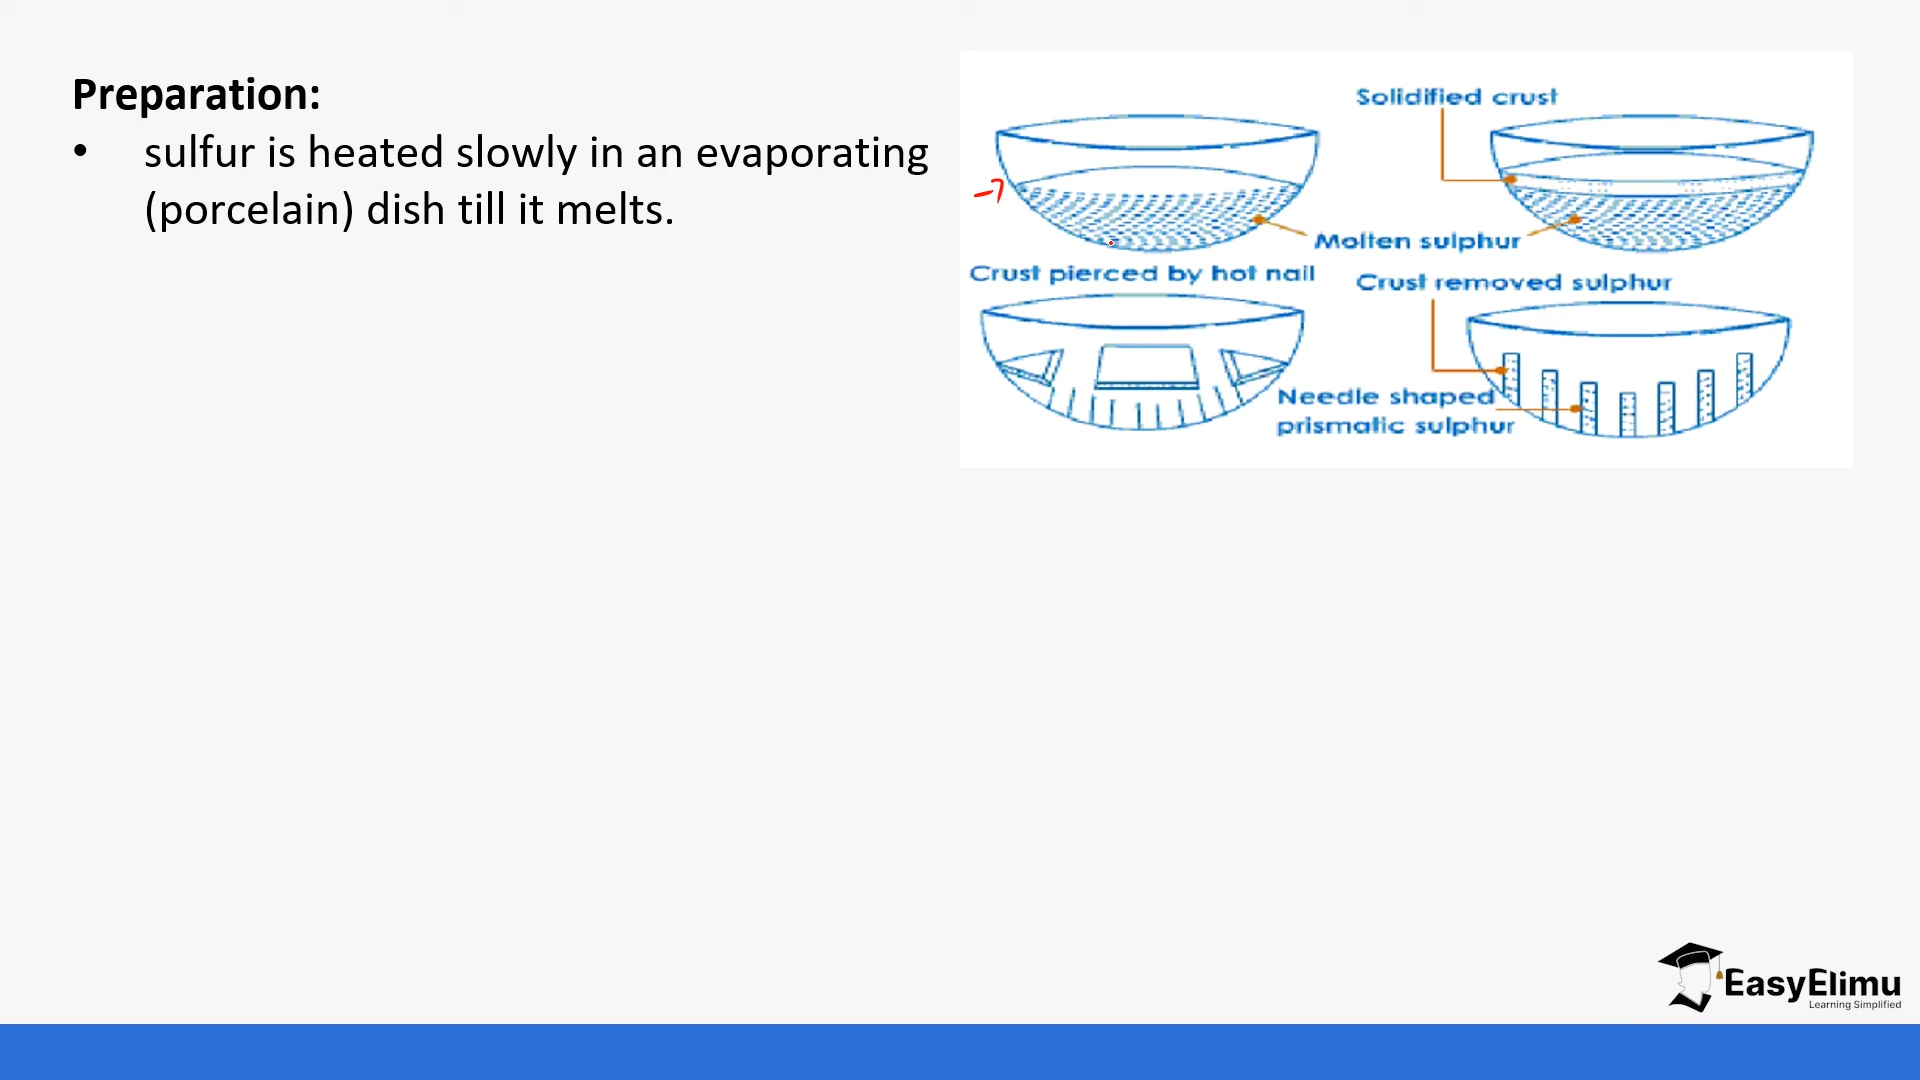 Preparation:
• sulfur is heated slowly in an evaporating
(porcelain) dish till it melts.
Solidified crust
Molten sulphur
Crust pierced by hot nail
Crust removed sulphur
Needle shaped
prismatic sulphur
EasyElimu
Learning Simplified